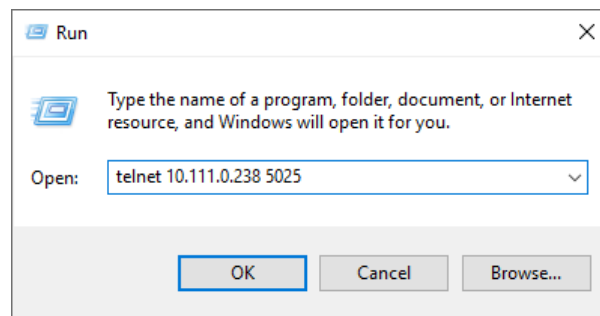 Run
Type the name of a program, folder, document, or Internet
resource, and Windows will open it for you.
Open:
telnet 10.111.0.238 5025
OK
Cancel
Browse...